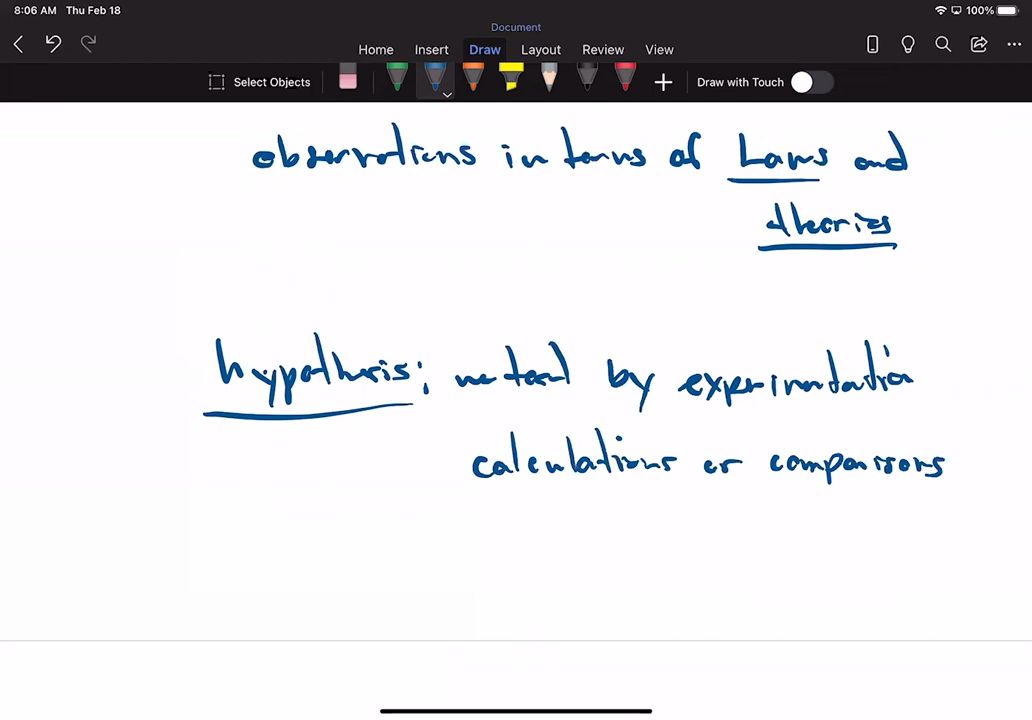 8:06 AM Thu Feb 18 100%
Document
Home Insert Draw Layout Review View
Select Objects Draw with Touch
observations in terms of Laws and
theories
hypothesis; by experimentation
calculations or comparisons